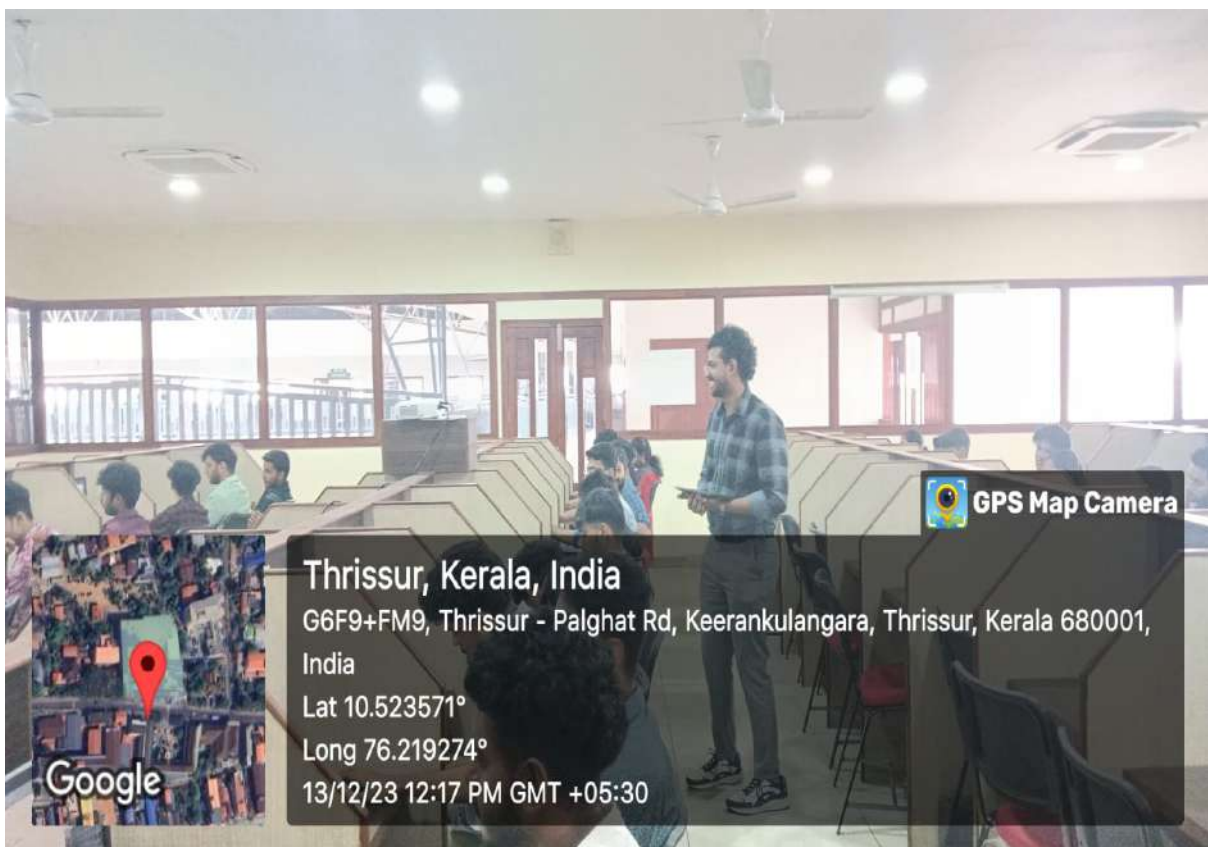 GPS Map Camera
Thrissur, Kerala, India
G6F9+FM9, Thrissur - Palghat Rd, Keerankulangara, Thrissur, Kerala 680001,
India
Lat 10.523571°
Long 76.219274°
13/12/23 12:17 PM GMT +05:30
Google